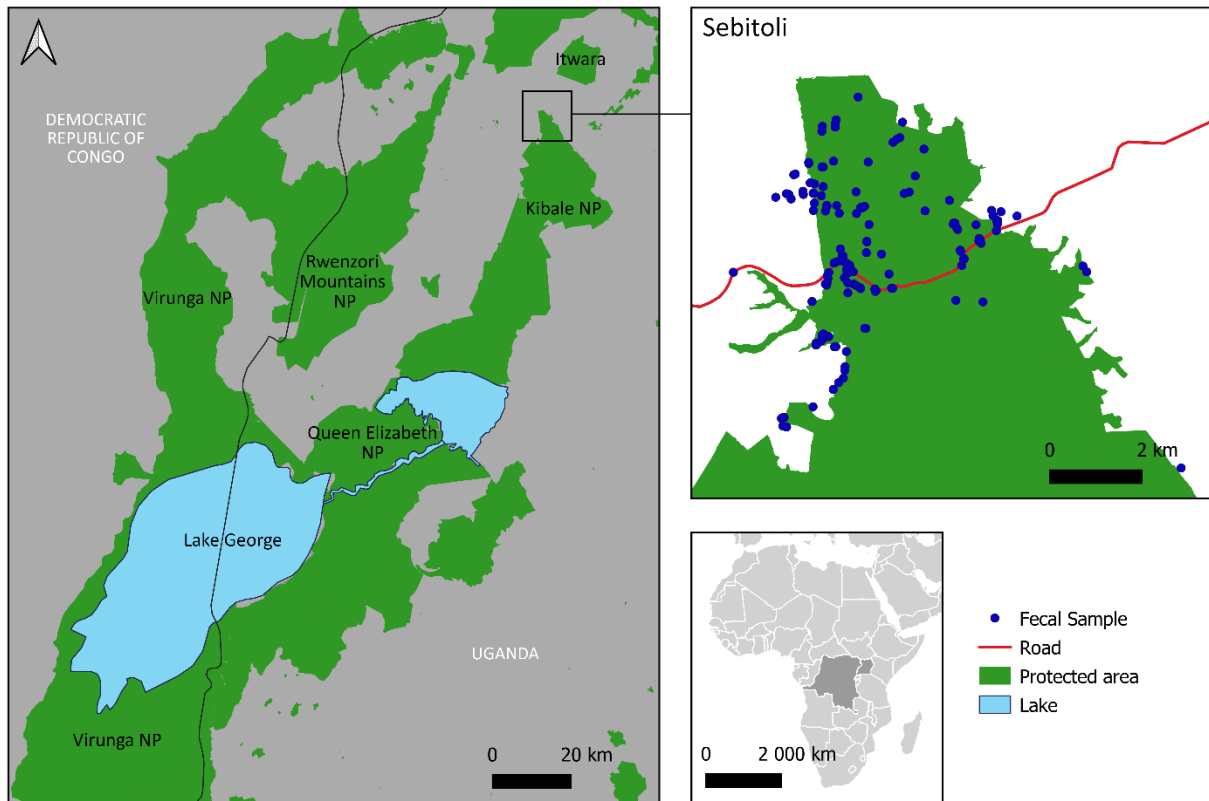 Itwara
DEMOCRATIC
REPUBLIC OF
CONGO
Kibale NP
Rwenzori
Mountains
NP
Virunga NP
Queen Elizabeth
NP
Lake George
UGANDA
Virunga NP
0 20 km
Sebitoli
0 2 km
0 2 000 km
Fecal Sample
Road
Protected area
Lake